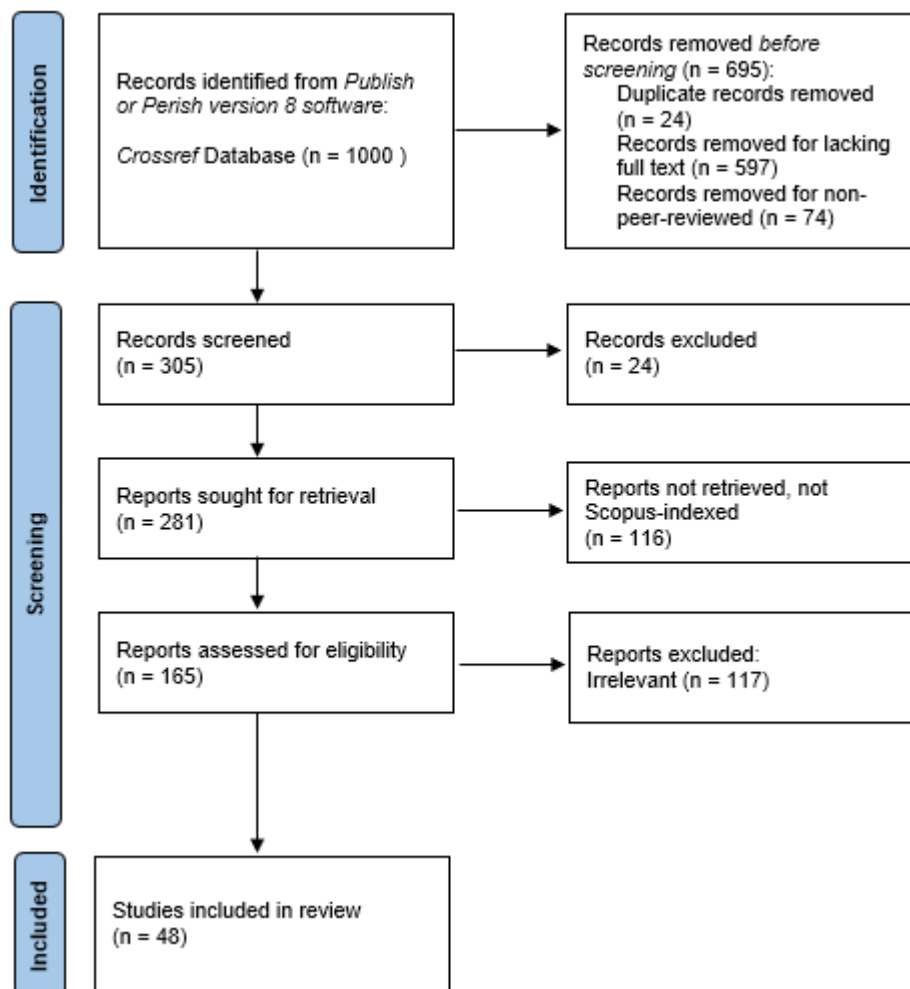 Identification
Records identified from Publish
or Perish version 8 software:
Crossref Database (n = 1000 )
Records removed before
screening (n = 695):
Duplicate records removed
(n = 24)
Records removed for lacking
full text (n = 597)
Records removed for non-
peer-reviewed (n = 74)
Screening
Records screened
(n = 305)
Records excluded
(n = 24)
Reports sought for retrieval
(n = 281)
Reports not retrieved, not
Scopus-indexed
(n = 116)
Reports assessed for eligibility
(n = 165)
Reports excluded:
Irrelevant (n = 117)
Included
Studies included in review
(n = 48)